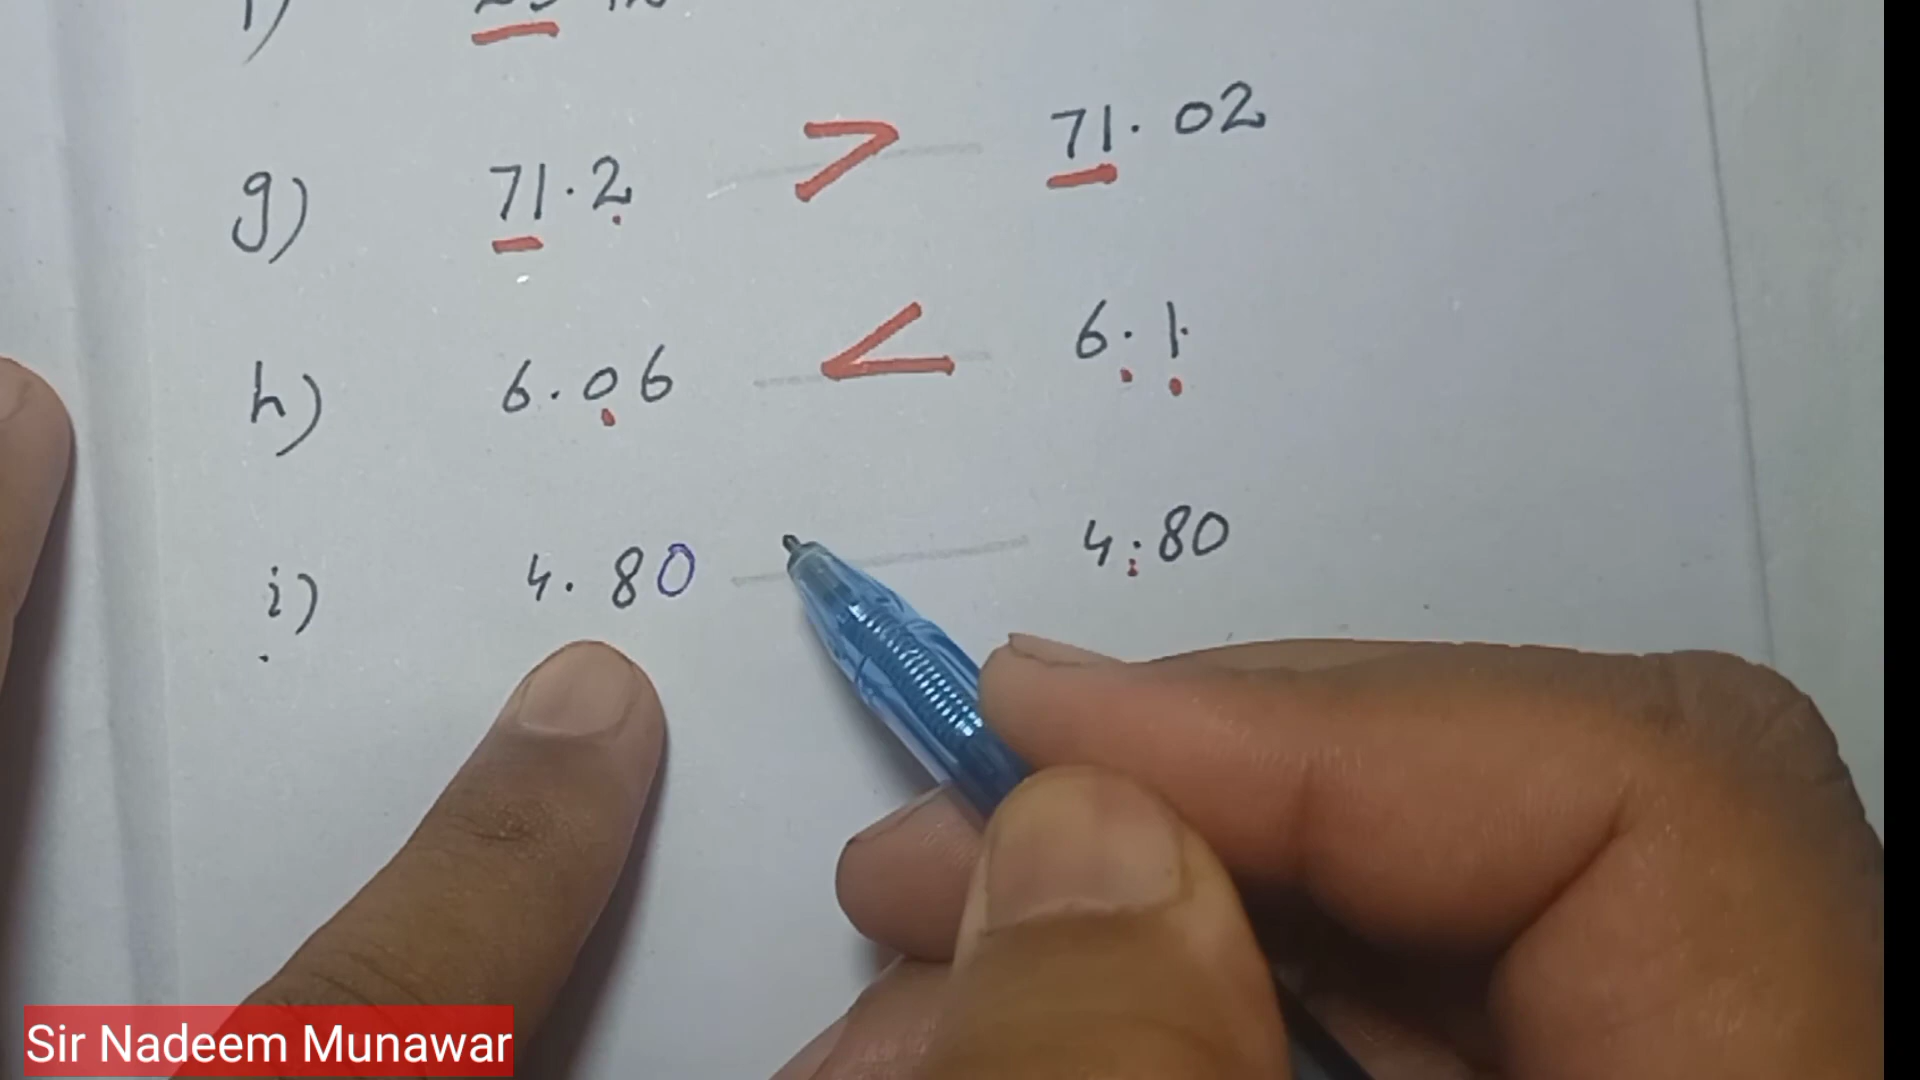 g) 71.2 > 71.02
h) 6.06 < 6.1
i) 4.80 4.80
Sir Nadeem Munawar